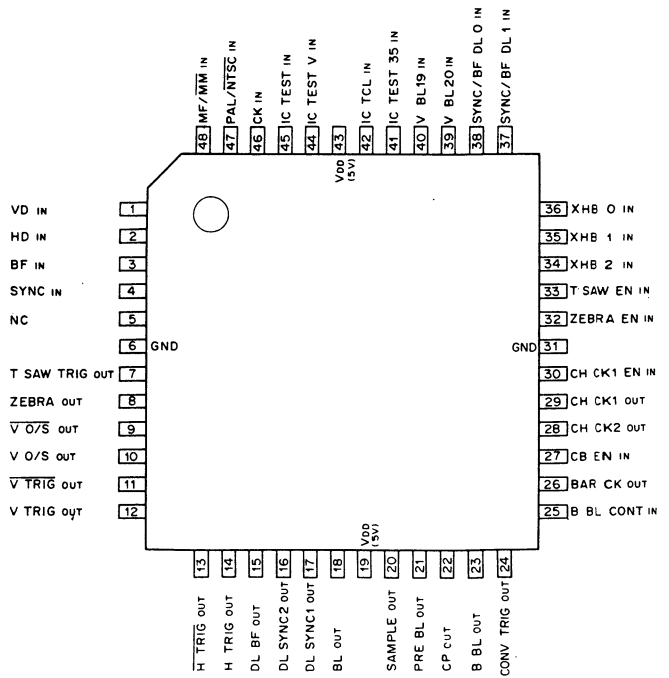 48 MF/MM IN
47 PAL/NTSC IN
46 CK IN
45 IC TEST IN
44 IC TEST V IN
43 VDD (5V)
42 IC TCL IN
41 IC TEST 35 IN
40 V BL19 IN
39 V BL20 IN
38 SYNC/BF DL 0 IN
37 SYNC/BF DL 1 IN
VD IN 1
HD IN 2
BF IN 3
SYNC IN 4
NC 5
6 GND
T SAW TRIG OUT 7
ZEBRA OUT 8
V O/S OUT 9
V O/S OUT 10
V TRIG OUT 11
V TRIG OUT 12
36 XHB 0 IN
35 XHB 1 IN
34 XHB 2 IN
33 T SAW EN IN
32 ZEBRA EN IN
GND 31
30 CH CK1 EN IN
29 CH CK1 OUT
28 CH CK2 OUT
27 CB EN IN
26 BAR CK OUT
25 B BL CONT IN
13 H TRIG OUT
14 H TRIG OUT
15 DL BF OUT
16 DL SYNC2 OUT
17 DL SYNC1 OUT
18 BL OUT
19 VDD (5V)
20 SAMPLE OUT
21 PRE BL OUT
22 CP OUT
23 B BL OUT
24 CONV TRIG OUT